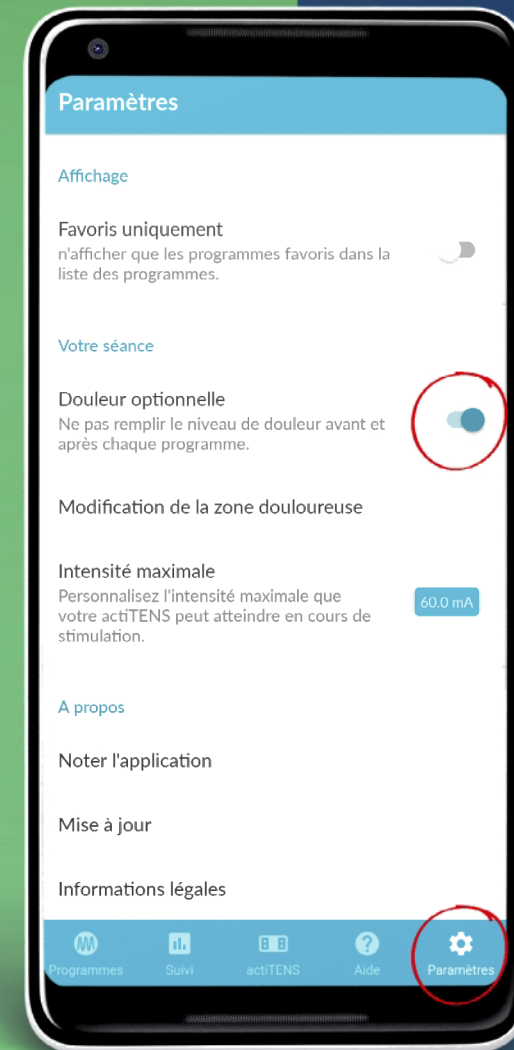 Paramètres
Affichage
Favoris uniquement
n'afficher que les programmes favoris dans la
liste des programmes.
Votre séance
Douleur optionnelle
Ne pas remplir le niveau de douleur avant et
après chaque programme.
Modification de la zone douloureuse
Intensité maximale
Personnalisez l'intensité maximale que
votre actiTENS peut atteindre en cours de
stimulation.
60.0 mA
A propos
Noter l'application
Mise à jour
Informations légales
Programmes Suivi actiTENS Aide Paramètres